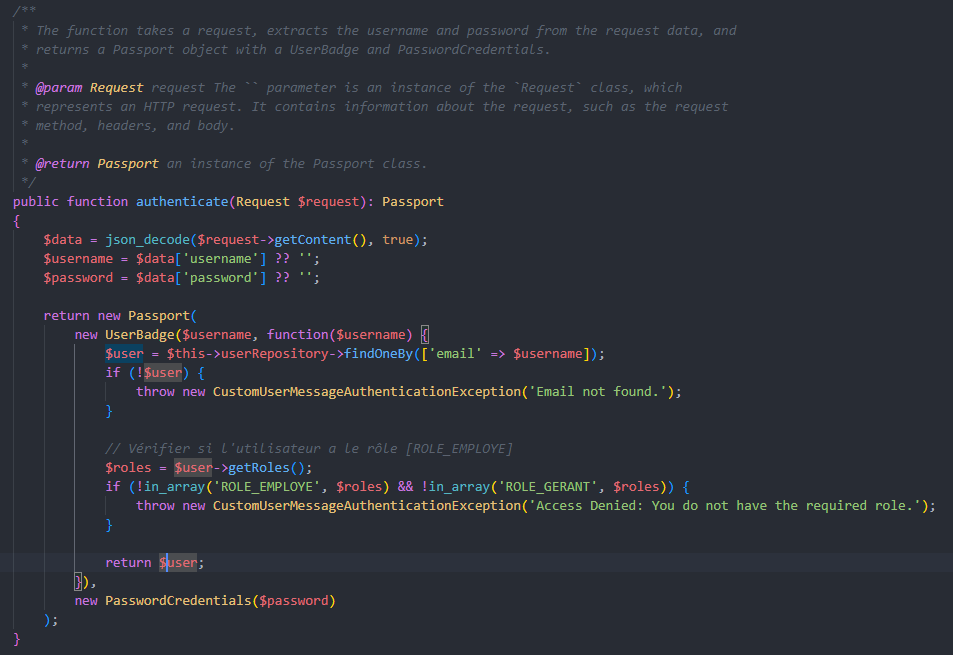 /**
 * The function takes a request, extracts the username and password from the request data, and
 * returns a Passport object with a UserBadge and PasswordCredentials.
 *
 * @param Request request The `` parameter is an instance of the `Request` class, which
 * represents an HTTP request. It contains information about the request, such as the request
 * method, headers, and body.
 *
 * @return Passport an instance of the Passport class.
 */
public function authenticate(Request $request): Passport
{
    $data = json_decode($request->getContent(), true);
    $username = $data['username'] ?? '';
    $password = $data['password'] ?? '';

    return new Passport(
        new UserBadge($username, function($username) {
            $user = $this->userRepository->findOneBy(['email' => $username]);
            if (!$user) {
                throw new CustomUserMessageAuthenticationException('Email not found.');
            }

            // Vérifier si l'utilisateur a le rôle [ROLE_EMPLOYE]
            $roles = $user->getRoles();
            if (!in_array('ROLE_EMPLOYE', $roles) && !in_array('ROLE_GERANT', $roles)) {
                throw new CustomUserMessageAuthenticationException('Access Denied: You do not have the required role.');
            }

            return $user;
        }),
        new PasswordCredentials($password)
    );
}